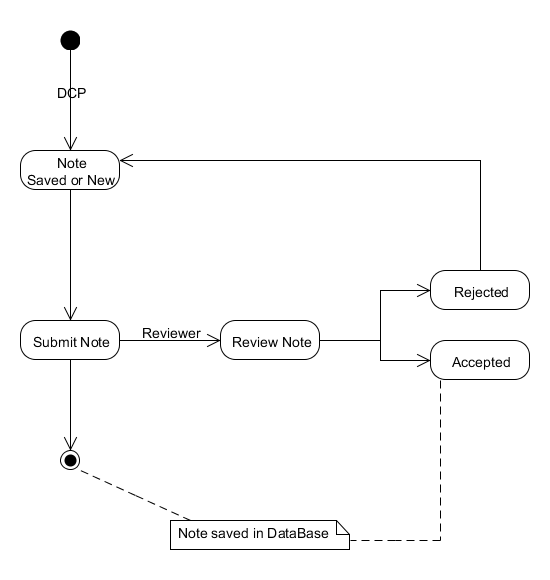 DCP
Note
Saved or New
Rejected
Submit Note
Reviewer
Review Note
Accepted
Note saved in DataBase